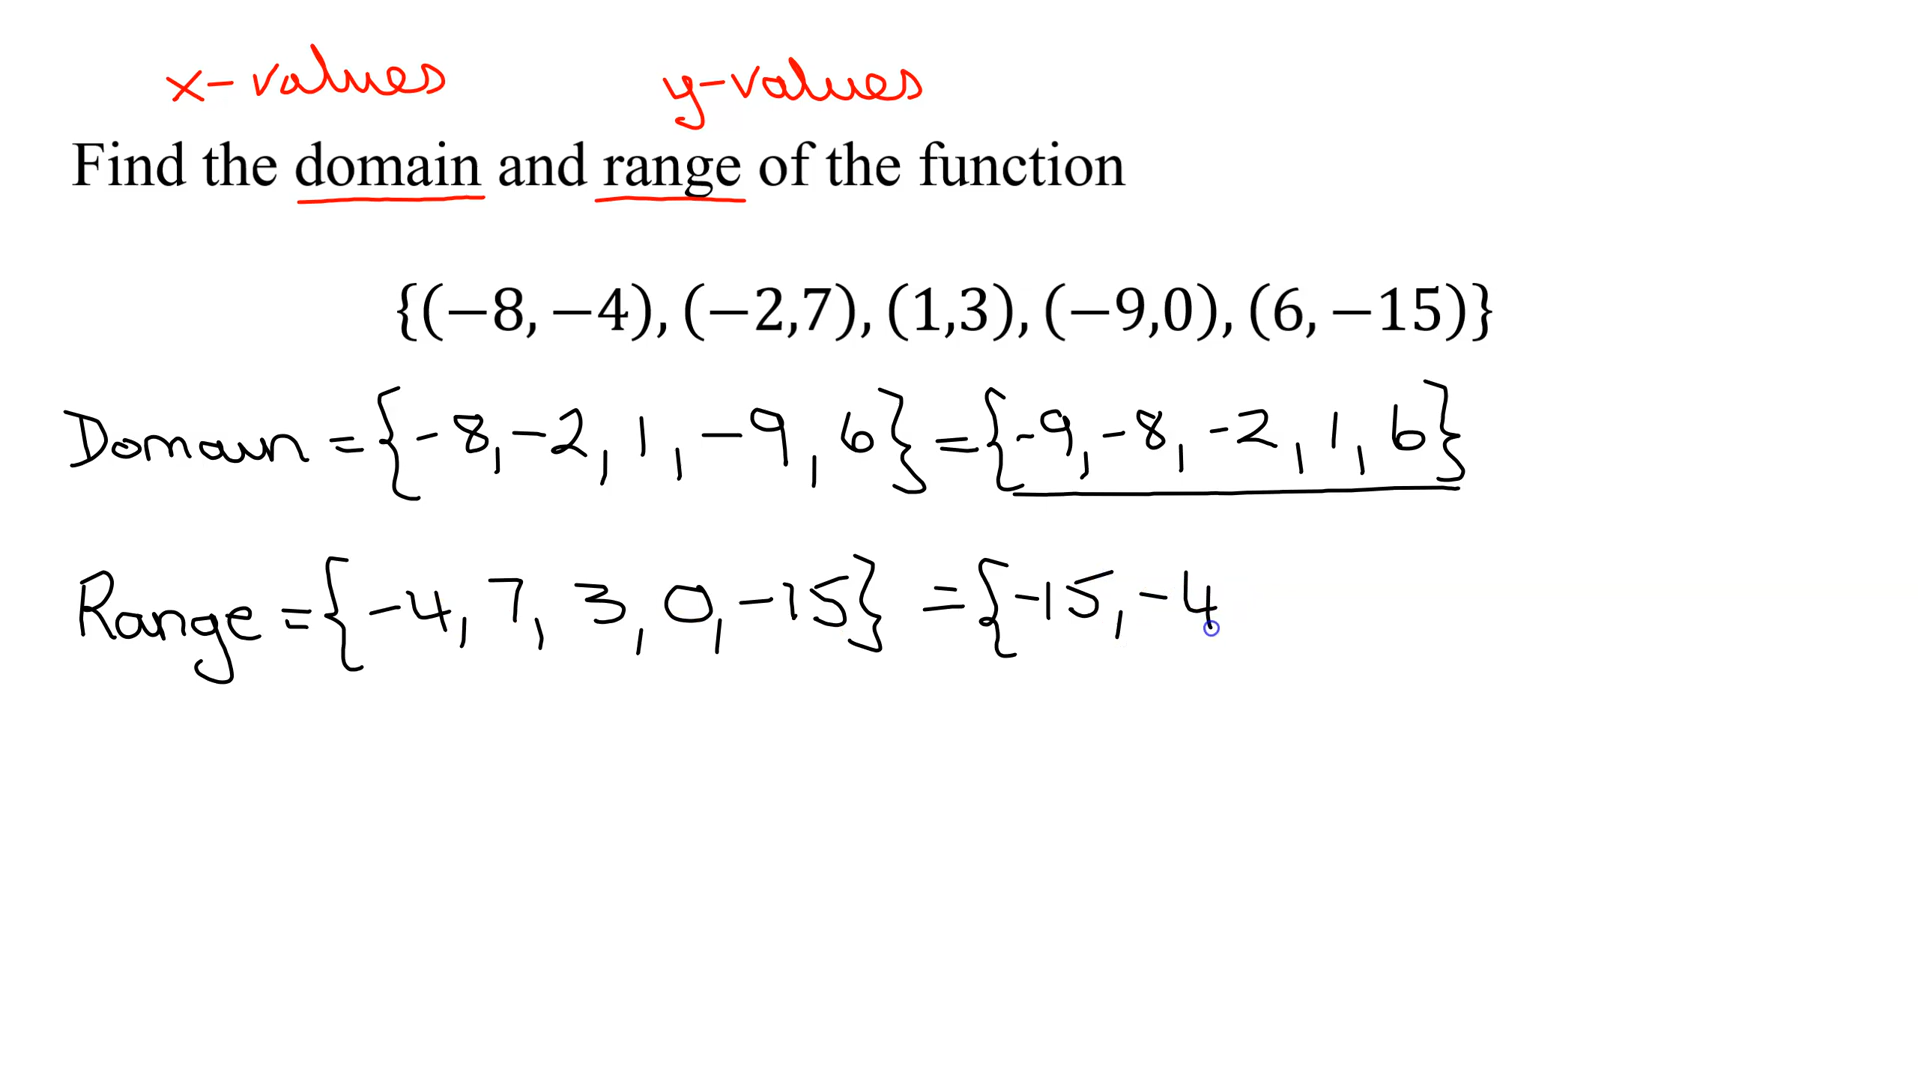 x-values y-values
Find the domain and range of the function
{(−8, −4), (−2,7), (1,3), (−9,0), (6, −15)}
Domain = {-8, -2, 1, -9, 6} = {-9, -8, -2, 1, 6}
Range = {-4, 7, 3, 0, -15} = {-15, -4